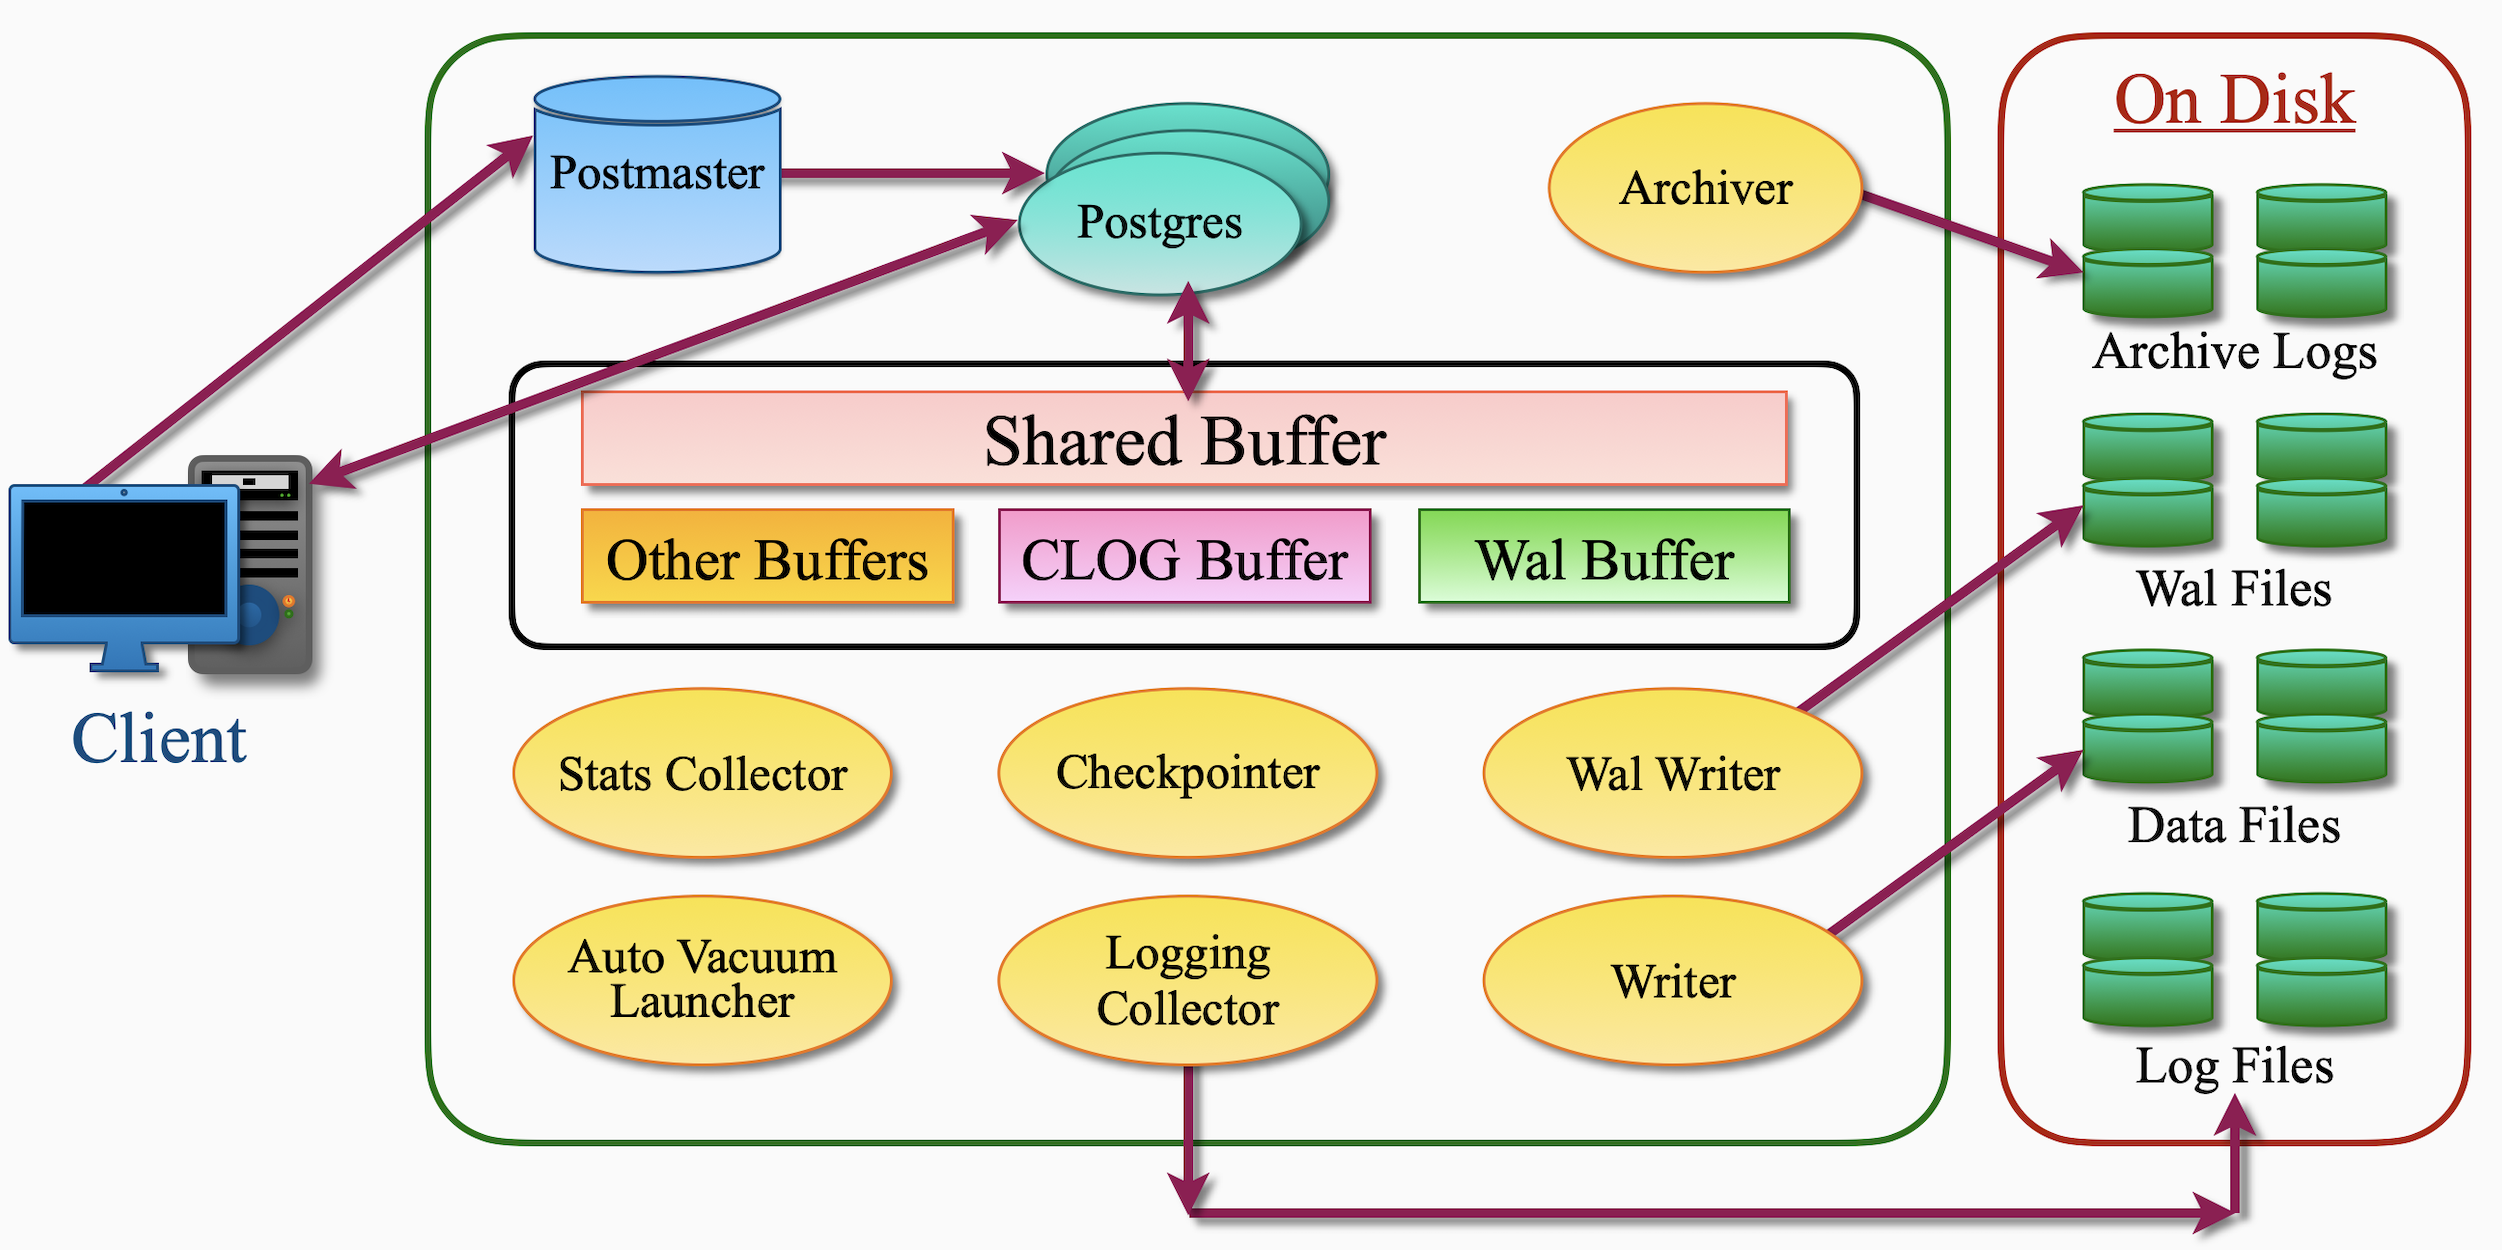 On Disk
Postmaster
Postgres
Archiver
Archive Logs
Shared Buffer
Other Buffers
CLOG Buffer
Wal Buffer
Wal Files
Client
Stats Collector
Checkpointer
Wal Writer
Data Files
Auto Vacuum
Launcher
Logging
Collector
Writer
Log Files